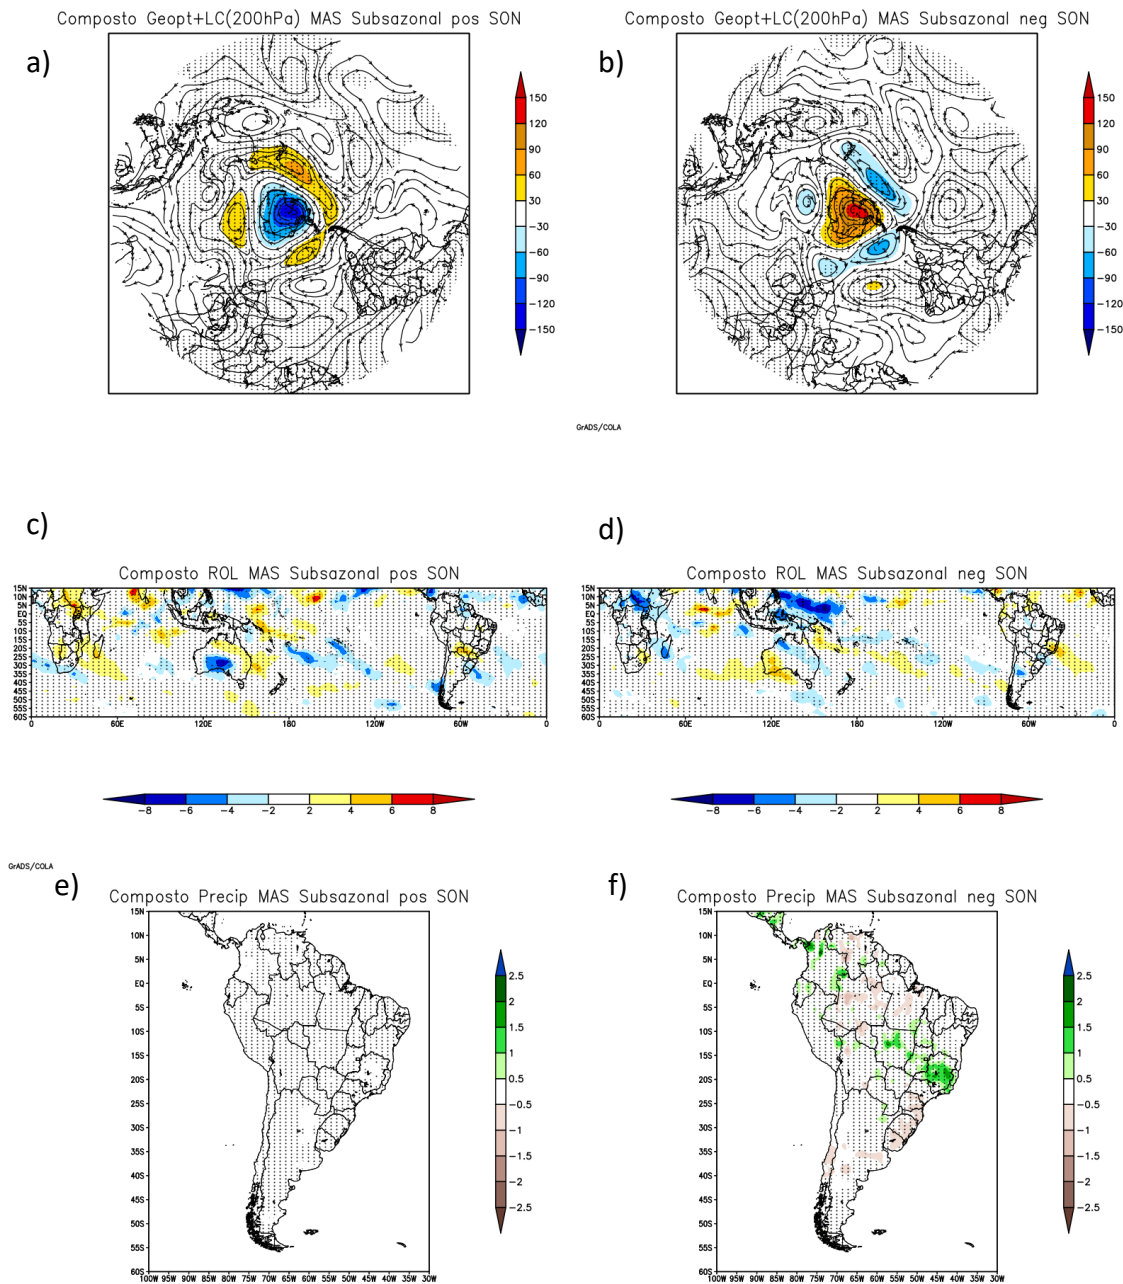 Composto Geopt+LC(200hPa) MAS Subsazonal pos SON
Composto Geopt+LC(200hPa) MAS Subsazonal neg SON
a)
b)
150
120
90
60
30
-30
-60
-90
-120
-150
150
120
90
60
30
-30
-60
-90
-120
-150
GrADS/COLA
c)
d)
Composto ROL MAS Subsazonal pos SON
Composto ROL MAS Subsazonal neg SON
15N
10N
5N
EQ
5S
10S
15S
20S
25S
30S
35S
40S
45S
50S
55S
60S
0 60E 120E 180 120W 60W 0
15N
10N
5N
EQ
5S
10S
15S
20S
25S
30S
35S
40S
45S
50S
55S
60S
0 60E 120E 180 120W 60W 0
-8 -6 -4 -2 2 4 6 8
-8 -6 -4 -2 2 4 6 8
GrADS/COLA
e)
f)
Composto Precip MAS Subsazonal pos SON
Composto Precip MAS Subsazonal neg SON
15N
10N
5N
EQ
5S
10S
15S
20S
25S
30S
35S
40S
45S
50S
55S
60S
100W 95W 90W 85W 80W 75W 70W 65W 60W 55W 50W 45W 40W 35W 30W
2.5
2
1.5
1
0.5
-0.5
-1
-1.5
-2
-2.5
15N
10N
5N
EQ
5S
10S
15S
20S
25S
30S
35S
40S
45S
50S
55S
60S
100W 95W 90W 85W 80W 75W 70W 65W 60W 55W 50W 45W 40W 35W 30W
2.5
2
1.5
1
0.5
-0.5
-1
-1.5
-2
-2.5